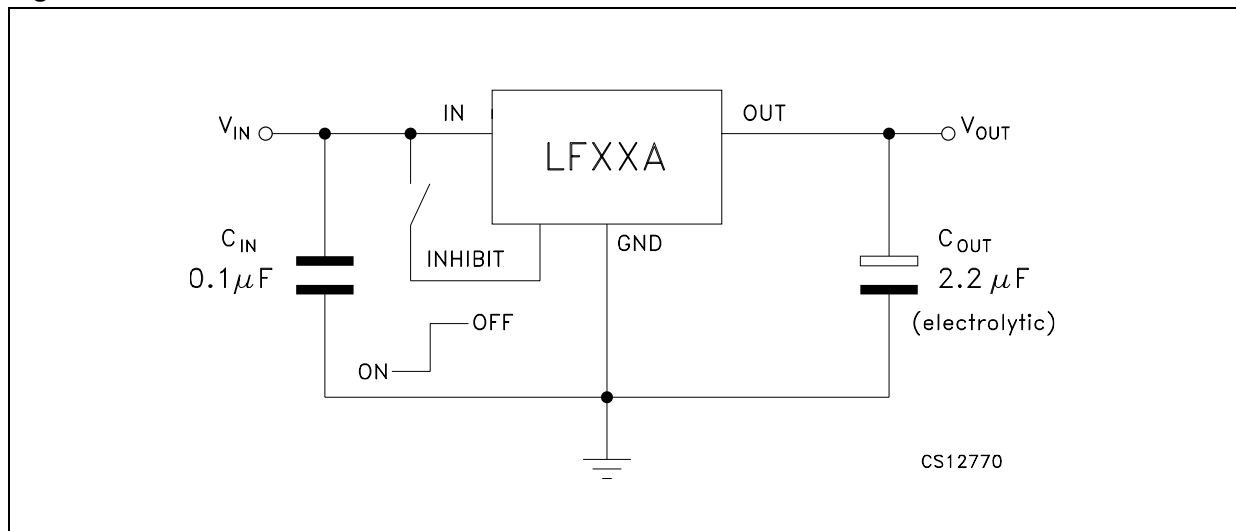 IN
OUT
V_IN
LFXXA
V_OUT
C_IN
GND
C_OUT
0.1μF
INHIBIT
2.2 μF
(electrolytic)
OFF
ON
CS12770